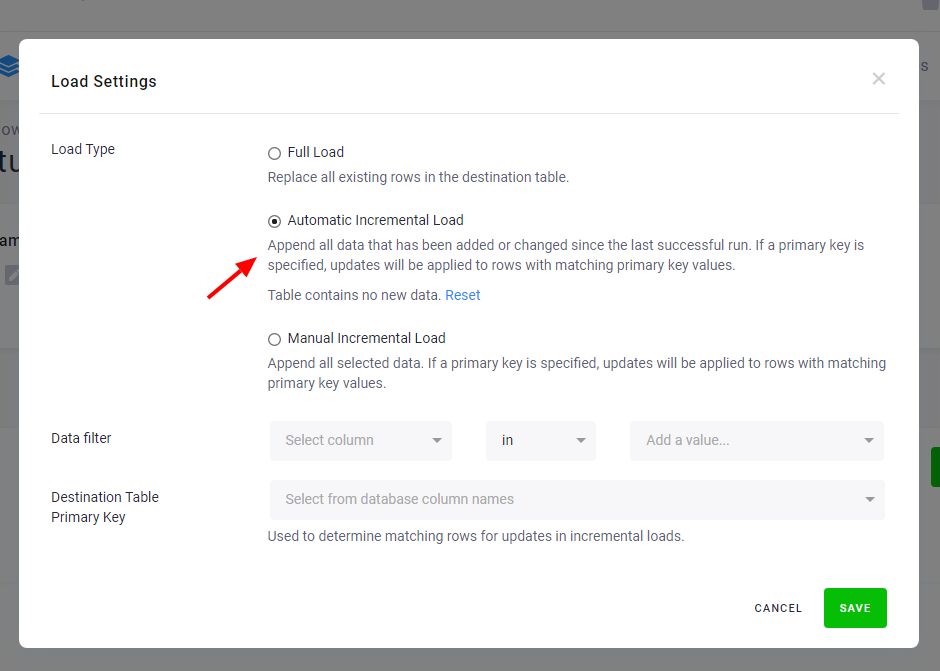 Load Settings
Load Type
Full Load
Replace all existing rows in the destination table.
Automatic Incremental Load
Append all data that has been added or changed since the last successful run. If a primary key is
specified, updates will be applied to rows with matching primary key values.
Table contains no new data. Reset
Manual Incremental Load
Append all selected data. If a primary key is specified, updates will be applied to rows with matching
primary key values.
Data filter
Select column
in
Add a value...
Destination Table
Primary Key
Select from database column names
Used to determine matching rows for updates in incremental loads.
CANCEL
SAVE